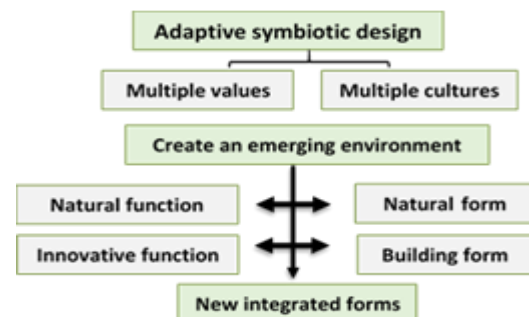 Adaptive symbiotic design
Multiple values
Multiple cultures
Create an emerging environment
Natural function
Natural form
Innovative function
Building form
New integrated forms